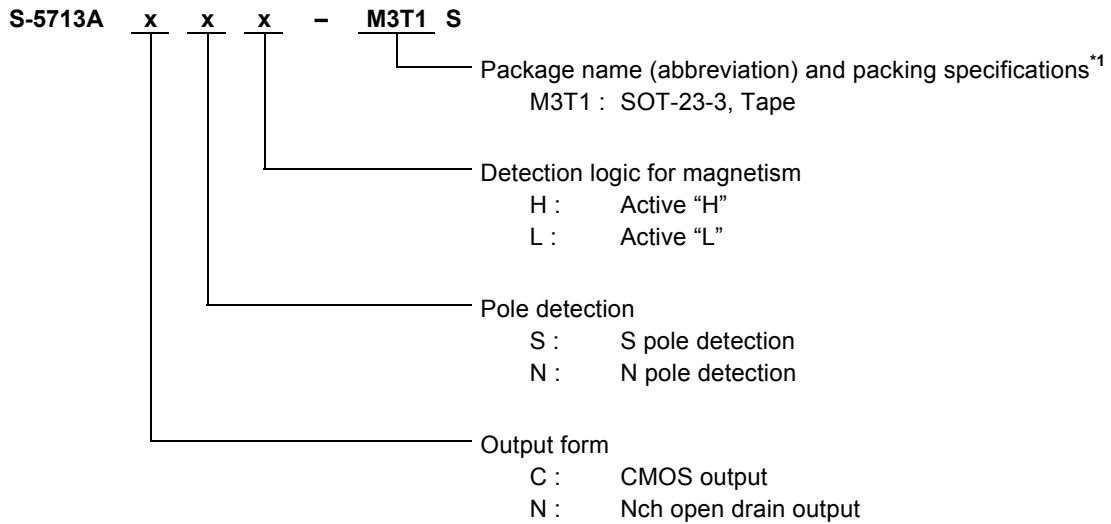 S-5713A x x x – M3T1 S
Package name (abbreviation) and packing specifications*1
M3T1 : SOT-23-3, Tape
Detection logic for magnetism
H : Active “H”
L : Active “L”
Pole detection
S : S pole detection
N : N pole detection
Output form
C : CMOS output
N : Nch open drain output